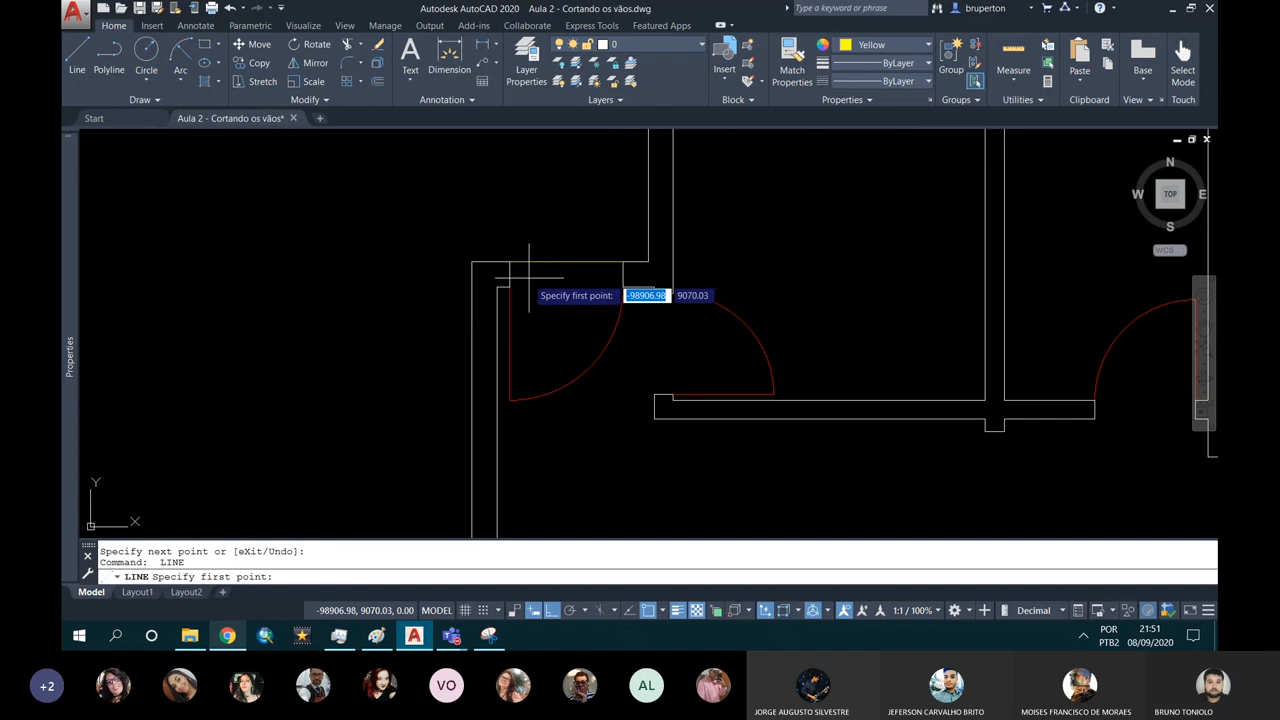 Autodesk AutoCAD 2020 Aula 2 - Cortando os vãos.dwg
Type a keyword or phrase
bruperton
Home Insert Annotate Parametric View Manage Output Add-ins Collaborate Express Tools Featured Apps
Line Polyline Circle Arc
Move Rotate
Copy Mirror
Stretch Scale
Text Dimension
Layer Properties
0
Insert
Match Properties
Yellow
ByLayer
ByLayer
Group
Measure
Paste
Base
Select Mode
Draw Modify Annotation Layers Block Properties Groups Utilities Clipboard View Touch
Start Aula 2 - Cortando os vãos*
N
W TOP E
S
WCS
Specify first point: -98906.98 9070.03
Properties
Y
X
Specify next point or [eXit/Undo]:
Command: LINE
LINE Specify first point:
Model Layout1 Layout2
-98906.98, 9070.03, 0.00 MODEL 1:1 / 100% Decimal
POR 21:51
PTB2 08/09/2020
+2 VO AL
JORGE AUGUSTO SILVESTRE JEFERSON CARVALHO BRITO MOISES FRANCISCO DE MORAES BRUNO TONIOLO